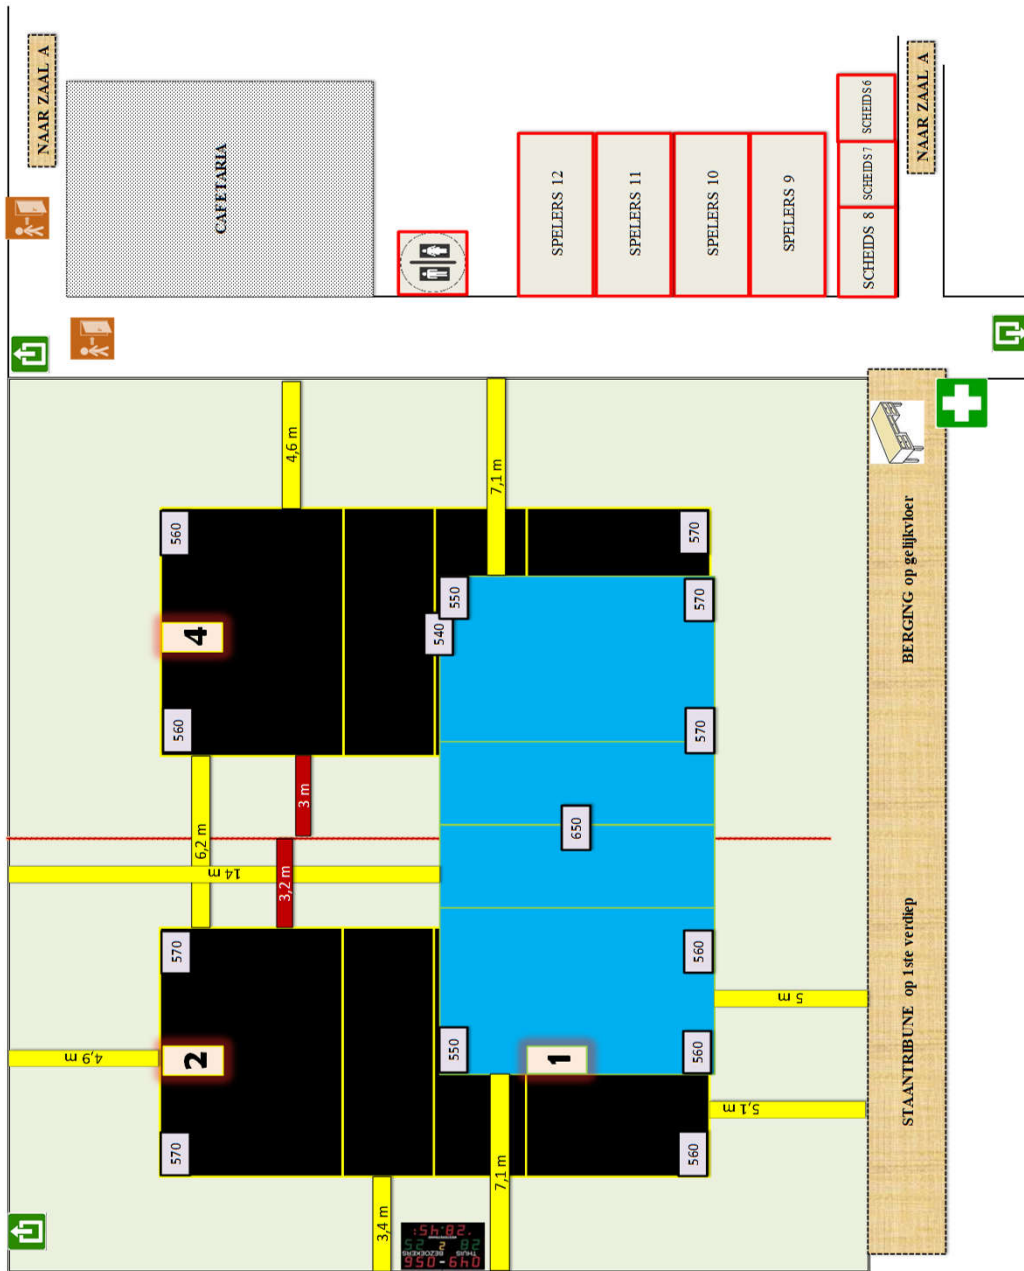 NAAR ZAAL A
CAFETARIA
SPELERS 12
SPELERS 11
SPELERS 10
SPELERS 9
SCHEIDS 6
SCHEIDS 7
SCHEIDS 8
NAAR ZAAL A
4,6 m
7,1 m
560
570
4
550
570
540
560
570
3 m
6,2 m
650
14 m
3,2 m
570
560
5 m
4,9 m
2
550
1
560
5,1 m
570
560
7,1 m
3,4 m
THUIS
BEZOEKERS
BERGING op gelijkvloer
STAANTRIBUNE op 1ste verdiep